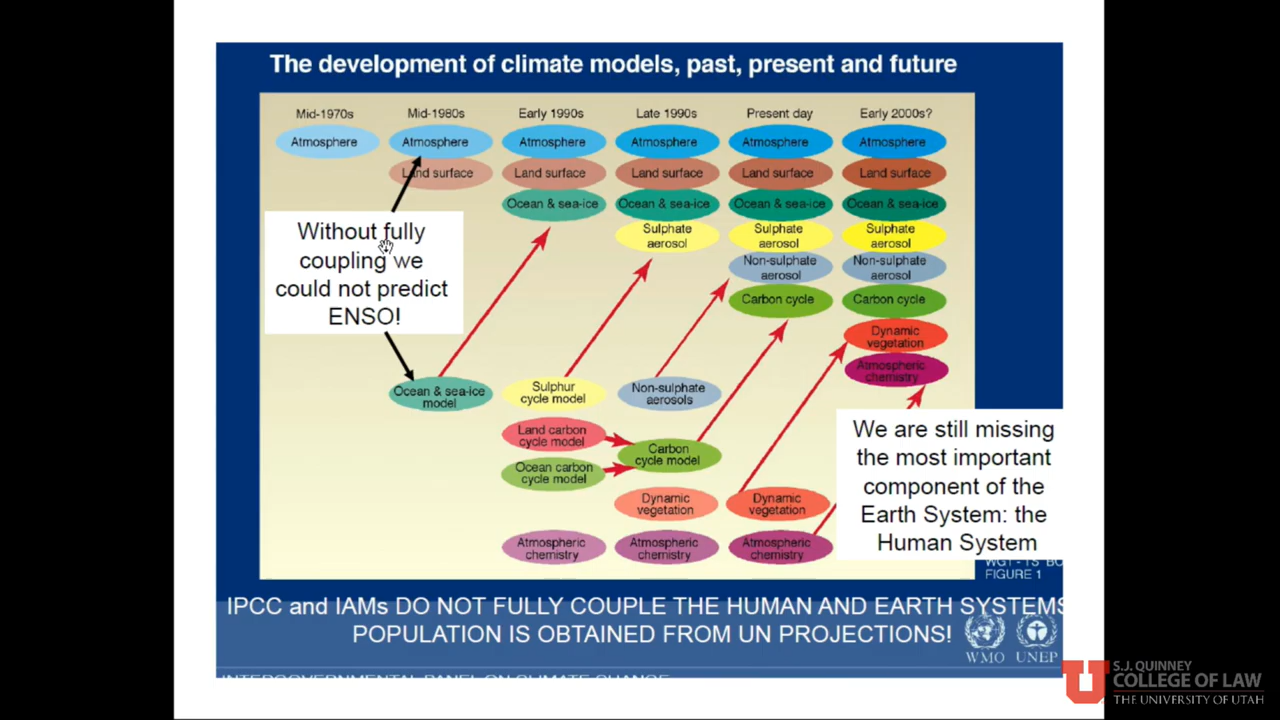 The development of climate models, past, present and future
Mid-1970s
Mid-1980s
Early 1990s
Late 1990s
Present day
Early 2000s?
Atmosphere
Atmosphere
Atmosphere
Atmosphere
Atmosphere
Atmosphere
Land surface
Land surface
Land surface
Land surface
Land surface
Ocean & sea-ice
Ocean & sea-ice
Ocean & sea-ice
Ocean & sea-ice
Sulphate
aerosol
Sulphate
aerosol
Sulphate
aerosol
Non-sulphate
aerosol
Non-sulphate
aerosol
Carbon cycle
Carbon cycle
Dynamic
vegetation
Atmospheric
chemistry
Without fully
coupling we
could not predict
ENSO!
Ocean & sea-ice
model
Sulphur
cycle model
Non-sulphate
aerosols
Land carbon
cycle model
Carbon
cycle model
Ocean carbon
cycle model
Dynamic
vegetation
Dynamic
vegetation
Atmospheric
chemistry
Atmospheric
chemistry
Atmospheric
chemistry
We are still missing
the most important
component of the
Earth System: the
Human System
WG1 - TS BO
FIGURE 1
IPCC and IAMs DO NOT FULLY COUPLE THE HUMAN AND EARTH SYSTEMS
POPULATION IS OBTAINED FROM UN PROJECTIONS!
WMO UNEP
INTERGOVERNMENTAL PANEL ON CLIMATE CHANGE
S.J. QUINNEY
COLLEGE OF LAW
THE UNIVERSITY OF UTAH